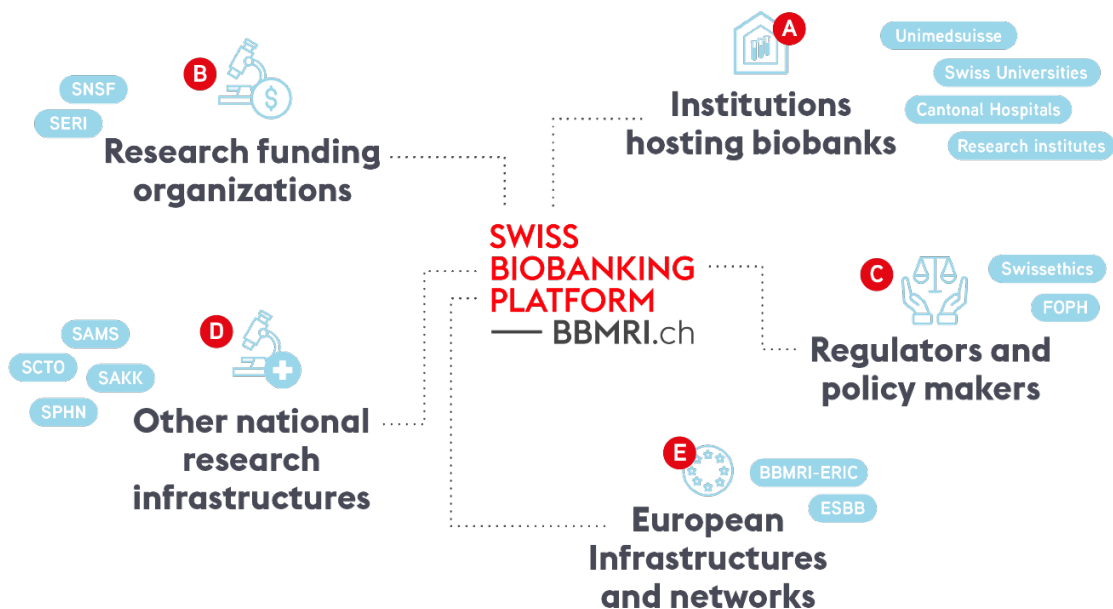 B
SNSF
SERI
Research funding
organizations
$
A
Institutions
hosting biobanks
Unimedsuisse
Swiss Universities
Cantonal Hospitals
Research institutes
SWISS
BIOBANKING
PLATFORM
— BBMRI.ch
C
Swissethics
FOPH
Regulators and
policy makers
D
SAMS
SCTO
SAKK
SPHN
Other national
research
infrastructures
E
BBMRI-ERIC
ESBB
European
Infrastructures
and networks